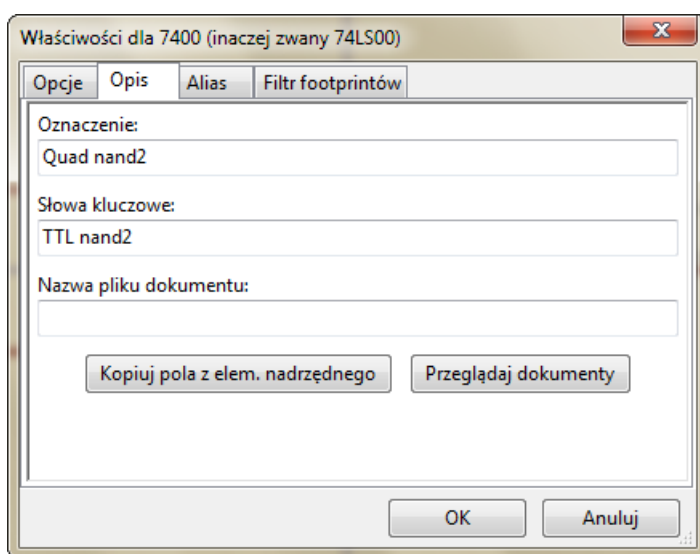 Właściwości dla 7400 (inaczej zwany 74LS00)
Opcje Opis Alias Filtr footprintów
Oznaczenie:
Quad nand2
Słowa kluczowe:
TTL nand2
Nazwa pliku dokumentu:
Kopiuj pola z elem. nadrzędnego Przeglądaj dokumenty
OK Anuluj